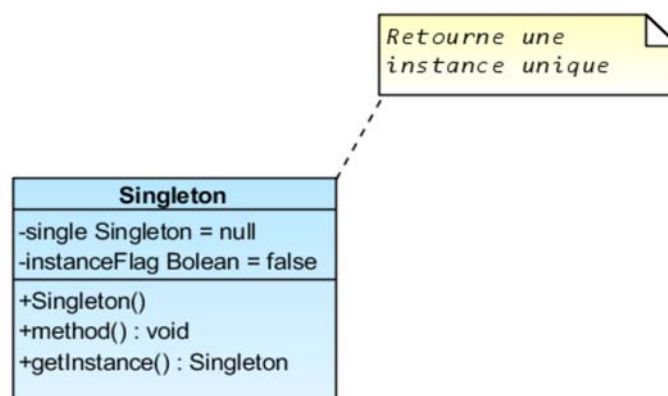 Retourne une
instance unique
Singleton
-single Singleton = null
-instanceFlag Bolean = false
+Singleton()
+method() : void
+getInstance() : Singleton